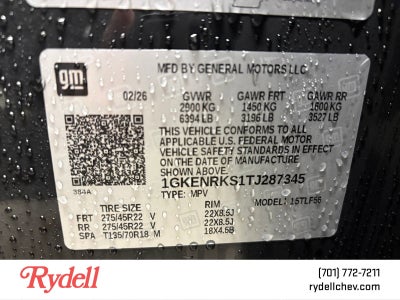 gm
MFD BY GENERAL MOTORS LLC
02/26
GVWR GAWR FRT GAWR RR
2900 KG 1450 KG 1600 KG
6394 LB 3196 LB 3527 LB
THIS VEHICLE CONFORMS TO ALL
APPLICABLE U.S. FEDERAL MOTOR
VEHICLE SAFETY STANDARDS IN EFFECT
ON THE DATE OF MANUFACTURE
SHOWN ABOVE.
1GKENRKS1TJ287345
TYPE: MPV MODEL: 1STLF56
384A
TIRE SIZE RIM
FRT 275/45R22 V 22X8.5J
RR 275/45R22 V 22X8.5J
SPA T135/70R18 M 18X4.5B
Rydell
(701) 772-7211
rydellchev.com